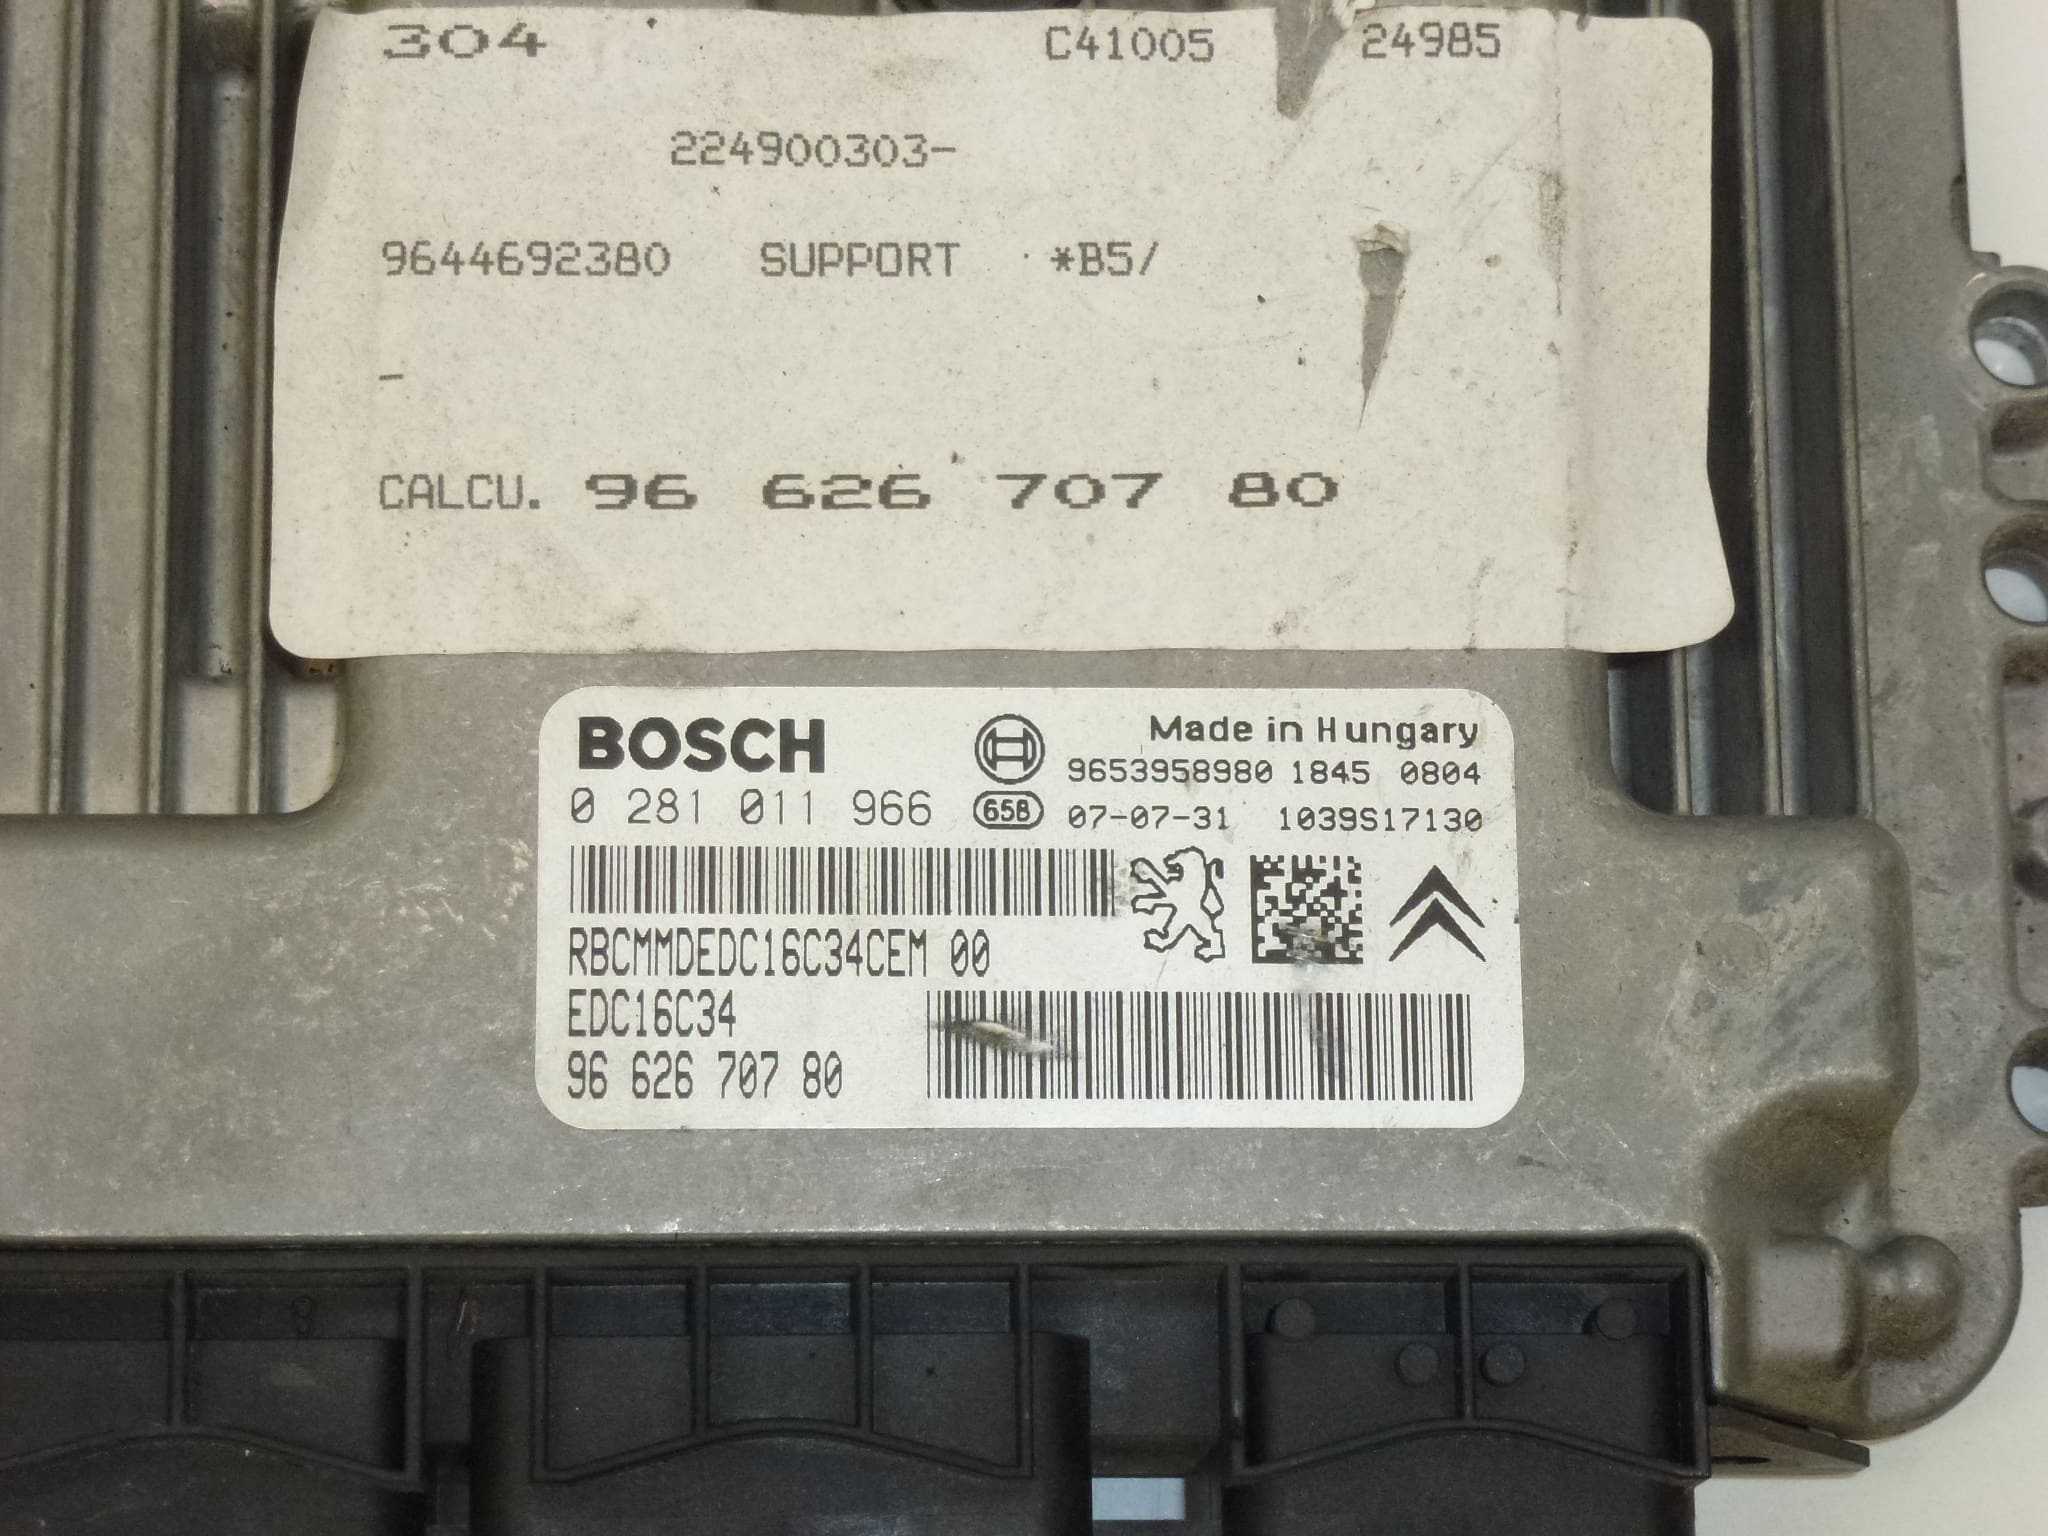 304 C41005 24985
224900303-
9644692380 SUPPORT *B5/
-
CALCU. 96 626 707 80
BOSCH Made in Hungary
9653958980 1845 0804
0 281 011 966 65B 07-07-31 1039S17130
RBCMMDEDC16C34CEM 00
EDC16C34
96 626 707 80